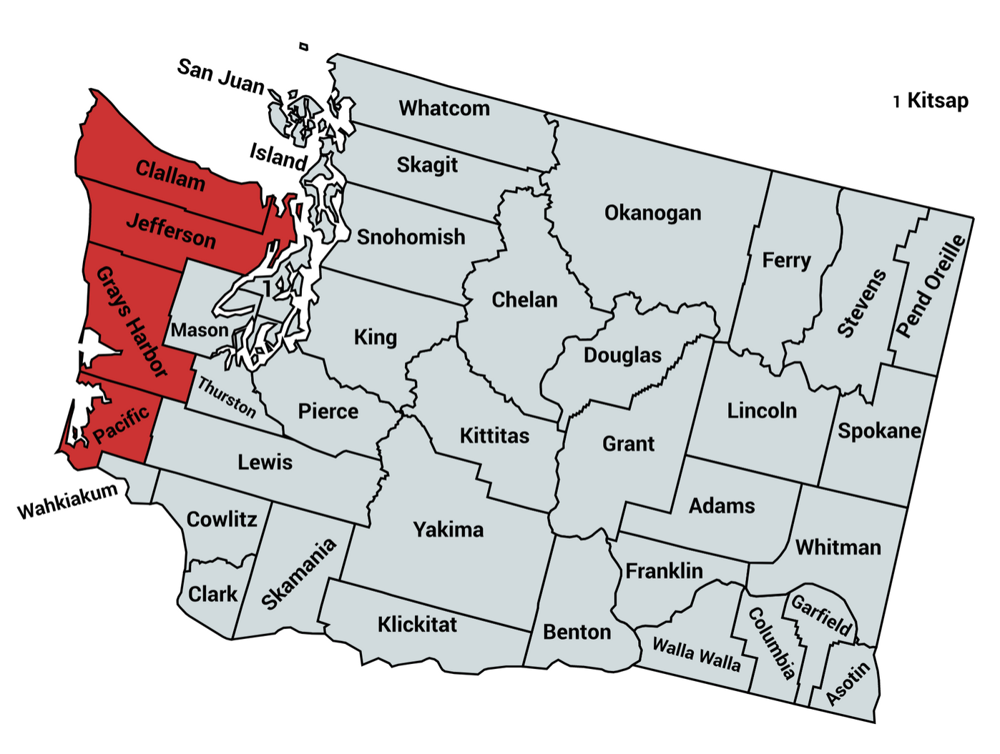 San Juan
Whatcom
1 Kitsap
Island
Skagit
Clallam
Okanogan
Jefferson
Snohomish
Ferry
Stevens
Pend Oreille
1
Chelan
Grays Harbor
Mason
King
Douglas
Thurston
Pierce
Lincoln
Spokane
Pacific
Kittitas
Grant
Lewis
Wahkiakum
Adams
Cowlitz
Yakima
Whitman
Skamania
Franklin
Clark
Garfield
Klickitat
Benton
Columbia
Walla Walla
Asotin